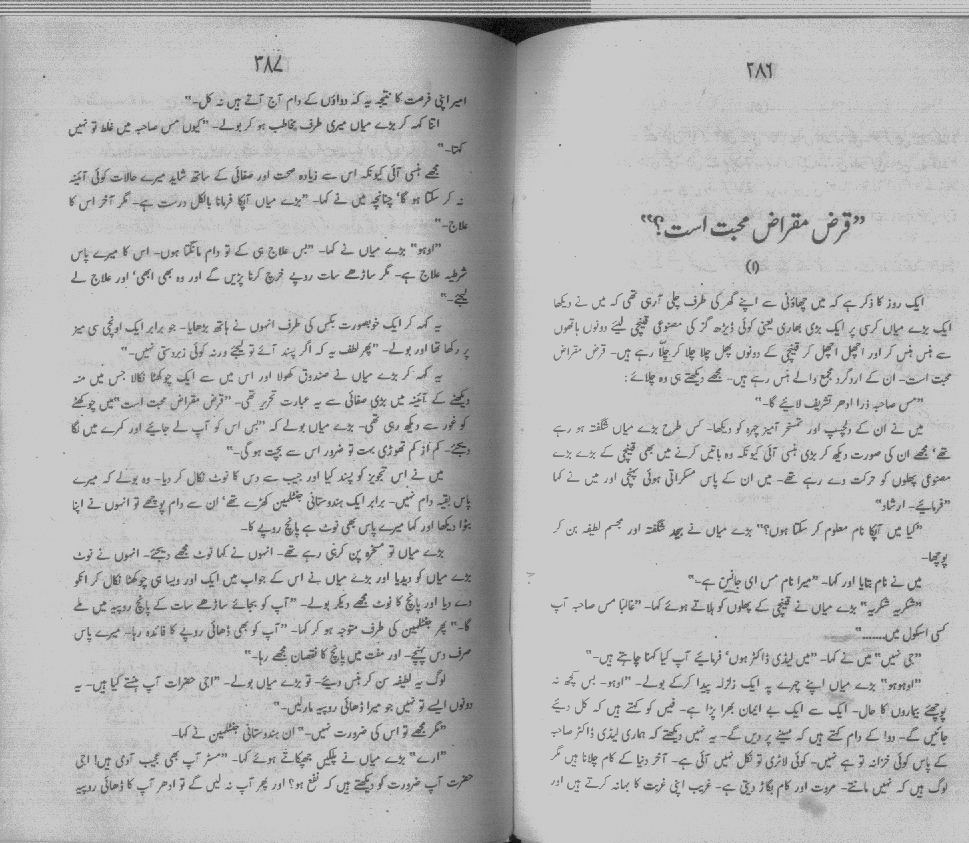 ۳۸۶
”قرض مقراض محبت است؟“
(۱)
ایک روز کا ذکر ہے کہ میں چھاؤنی سے اپنے گھر کی طرف چلی آرہی تھی کہ میں نے دیکھا
ایک بڑے میاں کرسی پر ایک بڑی بھاری یعنی کوئی ڈیڑھ گز کی مصنوعی قینچی لیئے دونوں ہاتھوں
سے ہنس ہنس کر اور اچھل اچھل کر قینچی کے دونوں پھل چلا چلا کر چلّا رہے ہیں۔ قرض مقراض
محبت است۔ ان کے اردگرد مجمع والے ہنس رہے ہیں۔ مجھے دیکھتے ہی وہ چلائے :
”مس صاحبہ ذرا ادھر تشریف لایئے گا۔“
میں نے ان کے دلچسپ اور تمسخر آمیز چہرہ کو دیکھا۔ کس طرح بڑے میاں شگفتہ ہو رہے
تھے‘ مجھے ان کی صورت دیکھ کر بڑی ہنسی آئی کیونکہ وہ باتیں کرنے میں بھی قینچی کے بڑے بڑے
مصنوعی پھلوں کو حرکت دے رہے تھے۔ میں ان کے پاس مسکراتی ہوئی پہنچی اور میں نے کہا
”فرمائیے۔ ارشاد“
”کیا میں آپکا نام معلوم کر سکتا ہوں؟“ بڑے میاں نے بیحد شگفتہ اور مجسم لطیفہ بن کر
پوچھا۔
میں نے نام بتایا اور کہا۔ ”میرا نام مس ای جانسن ہے۔“
”شکریہ شکریہ“ بڑے میاں نے قینچی کے پھلوں کو ہلاتے ہوئے کہا۔ ”غالبا مس صاحبہ آپ
کسی اسکول میں.......“
”جی نہیں“ میں نے کہا۔ ”میں لیڈی ڈاکٹر ہوں‘ فرمائیے آپ کیا کہنا چاہتے ہیں۔“
”اوہوہو“ بڑے میاں اپنے چہرے پہ ایک زلزلہ پیدا کرکے بولے۔ ”اوہو۔ بس کچھ نہ
پوچھئے بیماروں کا حال۔ ایک سے ایک بے ایمان بھرا پڑا ہے۔ فیس کو کہتے ہیں کہ کل دیئے
جائیں گے۔ دوا کے دام کہتے ہیں کہ مہینے پر دیں گے۔ یہ نہیں دیکھتے کہ ہماری لیڈی ڈاکٹر صاحبہ
کے پاس کوئی خزانہ تو ہے نہیں۔ کوئی لاٹری تو نکل نہیں آئی ہے۔ آخر دنیا کے کام چلانا ہیں مگر
لوگ ہیں کہ نہیں مانتے۔ مروت اور کام بگاڑ دیتی ہے۔ غریب اپنی غربت کا بہانہ کرتے ہیں اور
۳۸۷
امیر اپنی فرصت کا نتیجہ یہ کہ دواؤں کے دام آج آتے ہیں نہ کل۔“
اتنا کہہ کر بڑے میاں میری طرف مخاطب ہو کر بولے۔ ”کیوں مس صاحبہ میں غلط تو نہیں
کہتا۔“
مجھے ہنسی آئی کیونکہ اس سے زیادہ صحت اور صفائی کے ساتھ شاید میرے حالات کوئی آئینہ
نہ کر سکتا ہو گا‘ چنانچہ میں نے کہا۔ ”بڑے میاں آپکا فرمانا بالکل درست ہے۔ مگر آخر اس کا
علاج۔“
”اوہو“ بڑے میاں نے کہا۔ ”بس علاج ہی کے تو دام مانگتا ہوں۔ اس کا میرے پاس
شرطیہ علاج ہے۔ مگر ساڑھے سات روپے خرچ کرنا پڑیں گے اور وہ بھی ابھی‘ اور علاج لے
لیجئے۔“
یہ کہہ کر ایک خوبصورت بکس کی طرف انہوں نے ہاتھ بڑھایا۔ جو برابر ایک اونچی سی میز
پر رکھا تھا اور بولے۔ ”پھر لطف یہ کہ اگر پسند آئے تو لیجئے ورنہ کوئی زبردستی نہیں۔“
یہ کہہ کر بڑے میاں نے صندوق کھولا اور اس میں سے ایک چوکھٹا نکالا جس میں منہ
دیکھنے کے آئینہ میں بڑی صفائی سے یہ عبارت تحریر تھی۔ ”قرض مقراض محبت است“میں چوکھٹے
کو غور سے دیکھ رہی تھی۔ بڑے میاں بولے کہ ”بس اس کو آپ لے جائیے اور کمرے میں لگا
دیجئے۔ کم از کم تھوڑی بہت تو ضرور اس سے بچت ہو گی۔“
میں نے اس تجویز کو پسند کیا اور جیب سے دس کا نوٹ نکال کر دیا۔ وہ بولے کہ میرے
پاس بقیہ دام نہیں۔ برابر ایک ہندوستانی جنٹلمین کھڑے تھے‘ ان سے دام پوچھے تو انہوں نے اپنا
بٹوا دیکھا اور کہا میرے پاس بھی نوٹ ہے پانچ روپے کا۔
بڑے میاں تو مسخرہ پن کرہی رہے تھے۔ انہوں نے کہا نوٹ مجھے دیجئے۔ انہوں نے نوٹ
بڑے میاں کو دیدیا اور بڑے میاں نے اس کے جواب میں ایک اور ویسا ہی چوکھٹا نکال کر انکو
دے دیا اور پانچ کا نوٹ مجھے دیکر بولے۔ ”آپ کو بجائے ساڑھے سات کے پانچ روپیہ میں ملے
گا۔“ پھر جنٹلمین کی طرف متوجہ ہو کر کہا۔ ”آپ کو بھی ڈھائی روپے کا فائدہ رہا۔ میرے پاس
صرف دس پہنچے۔ اور مفت میں پانچ کا نقصان مجھے رہا۔“
لوگ یہ لطیفہ سن کر ہنس دیئے۔ تو بڑے میاں بولے۔ ”اجی حضرات آپ ہنستے کیا ہیں۔ یہ
دونوں ایسے تو نہیں جو میرا ڈھائی روپیہ مارلیں۔“
”مگر مجھے تو اس کی ضرورت نہیں۔“ ان ہندوستانی جنٹلمین نے کہا۔
”ارے“ بڑے میاں نے پلکیں جھپکاتے ہوئے کہا۔ ”مسٹر آپ بھی عجیب آدمی ہیں! اجی
حضرت آپ ضرورت کو دیکھتے ہیں کہ نفع ہو؟ اور پھر آپ نہ لیں گے تو ادھر آپ کا ڈھائی روپیہ